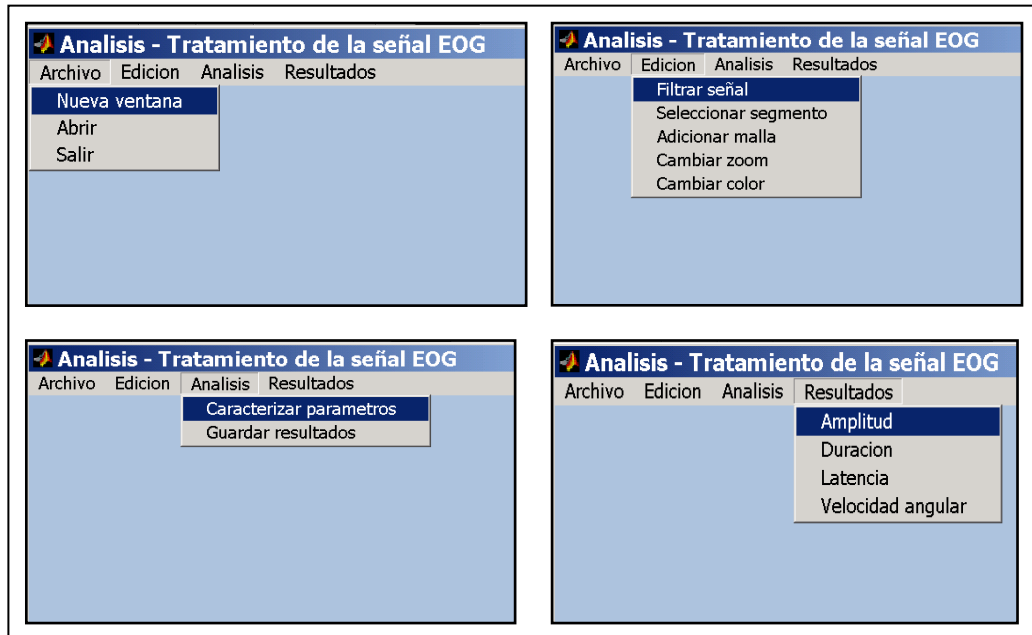 Analisis - Tratamiento de la señal EOG
Archivo Edicion Analisis Resultados
Nueva ventana
Abrir
Salir
Analisis - Tratamiento de la señal EOG
Archivo Edicion Analisis Resultados
Filtrar señal
Seleccionar segmento
Adicionar malla
Cambiar zoom
Cambiar color
Analisis - Tratamiento de la señal EOG
Archivo Edicion Analisis Resultados
Caracterizar parametros
Guardar resultados
Analisis - Tratamiento de la señal EOG
Archivo Edicion Analisis Resultados
Amplitud
Duracion
Latencia
Velocidad angular